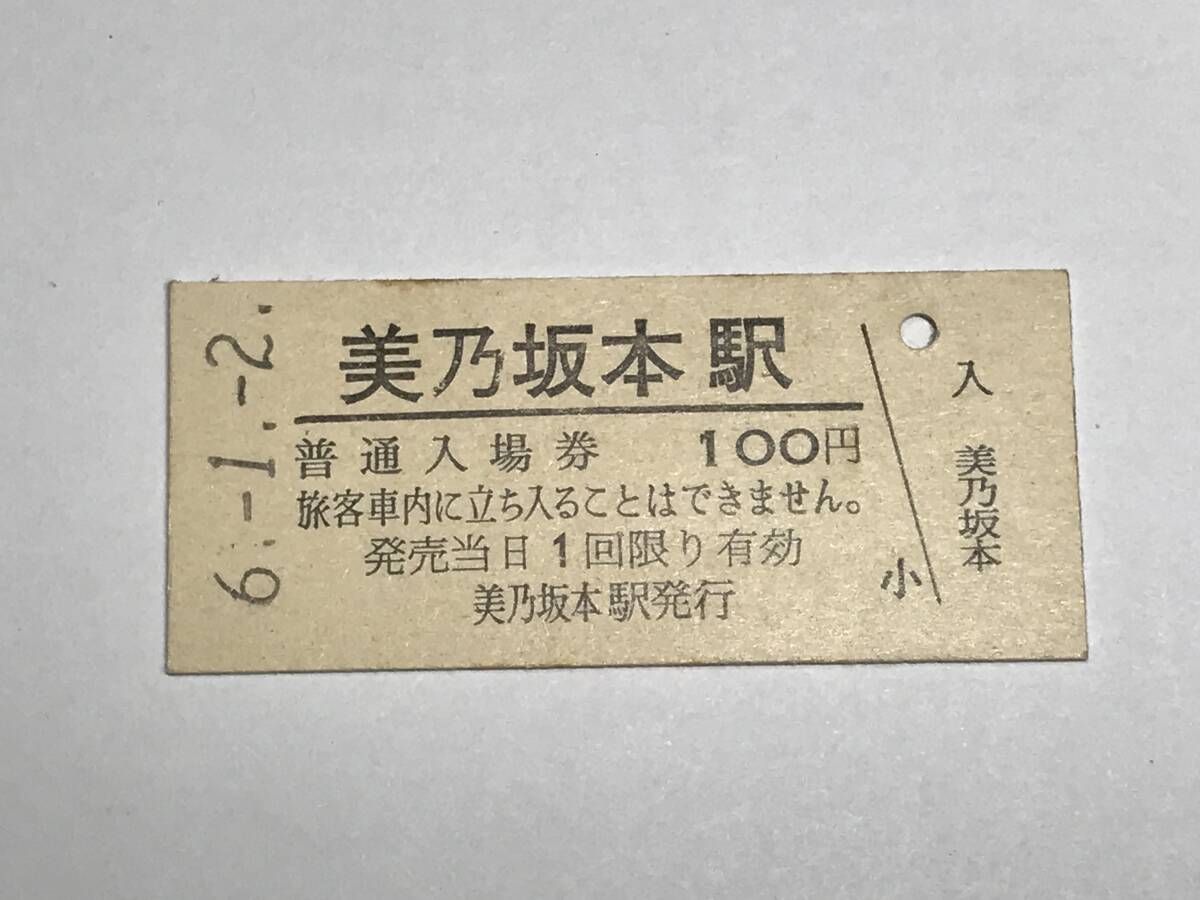 6.-1.-2.
美乃坂本駅
普通入場券 100円
旅客車内に立ち入ることはできません。
発売当日1回限り有効
美乃坂本駅発行
小
入
美乃坂本